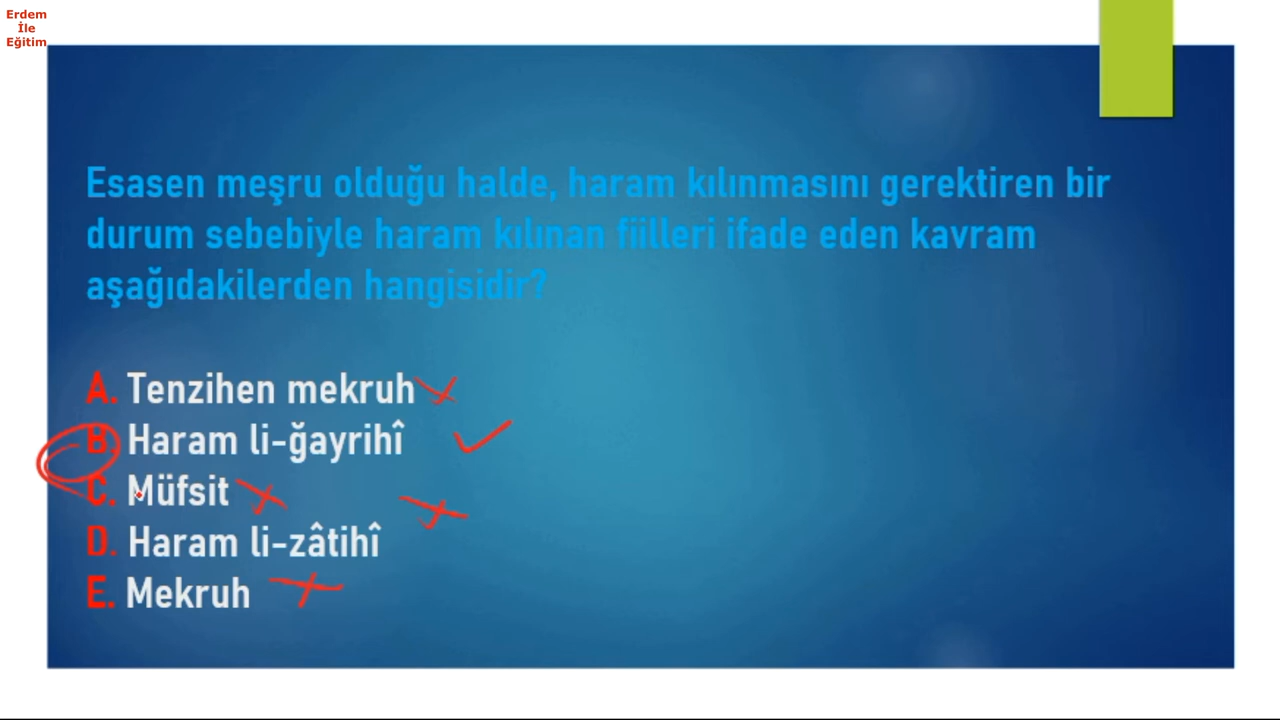 Erdem
İle
Eğitim
Esasen meşru olduğu halde, haram kılınmasını gerektiren bir
durum sebebiyle haram kılınan fiilleri ifade eden kavram
aşağıdakilerden hangisidir?
A. Tenzihen mekruh
B. Haram li-ğayrihî
C. Müfsit
D. Haram li-zâtihî
E. Mekruh